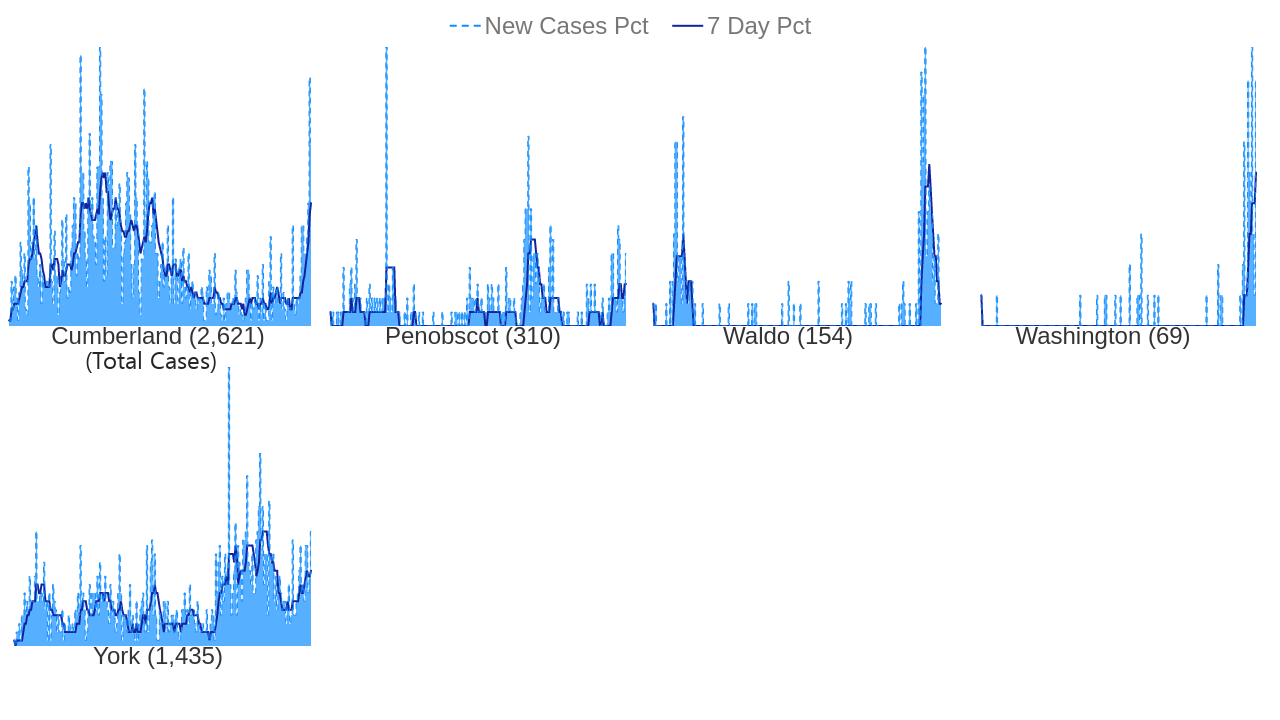 New Cases Pct 7 Day Pct
Cumberland (2,621) Penobscot (310) Waldo (154) Washington (69)
(Total Cases)
York (1,435)